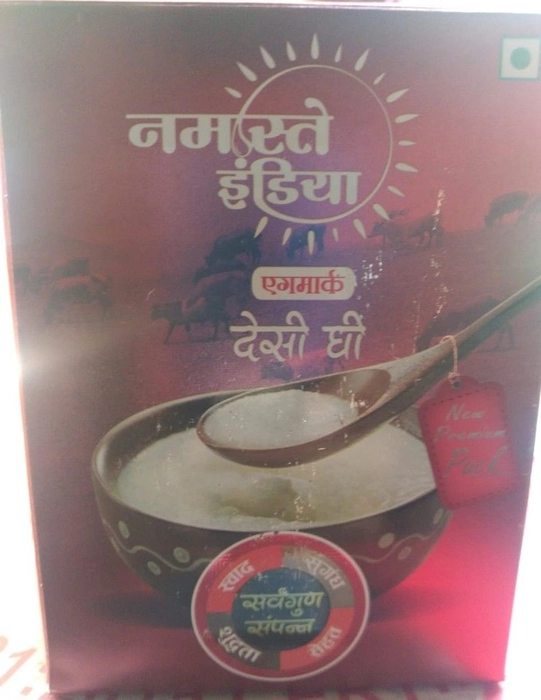 नमस्ते
इंडिया
एगमार्क
देसी घी
New
Premium
Pack
स्वाद
सुगंध
सर्वगुण
संपन्न
शुद्धता
सेहत